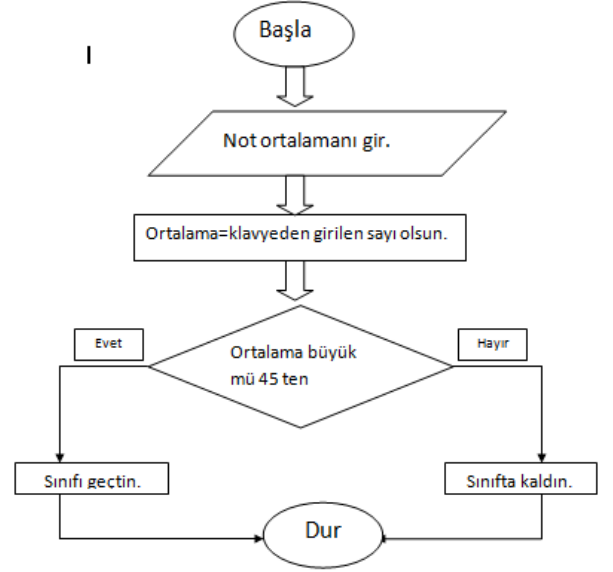 Başla
Not ortalamanı gir.
Ortalama=klavyeden girilen sayı olsun.
Evet
Hayır
Ortalama büyük
mü 45 ten
Sınıfı geçtin.
Sınıfta kaldın.
Dur